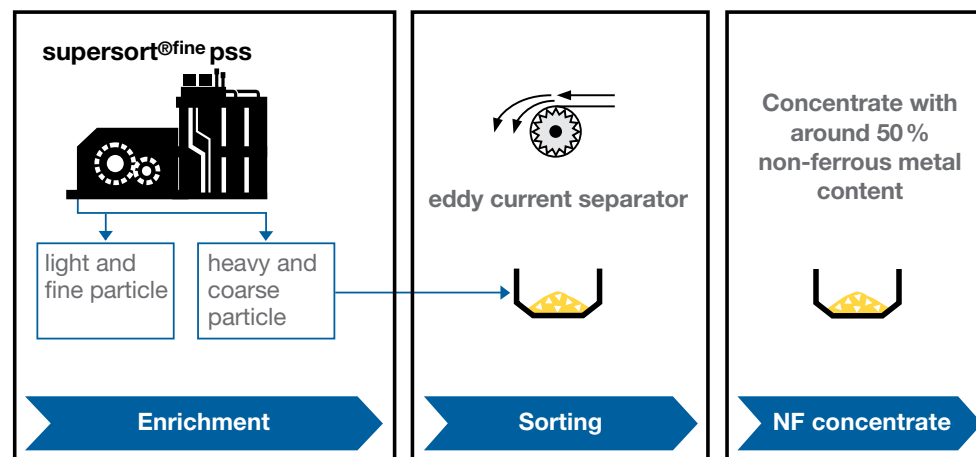 supersort®fine pss
light and
fine particle
heavy and
coarse
particle
Enrichment
eddy current separator
Sorting
Concentrate with
around 50 %
non-ferrous metal
content
NF concentrate